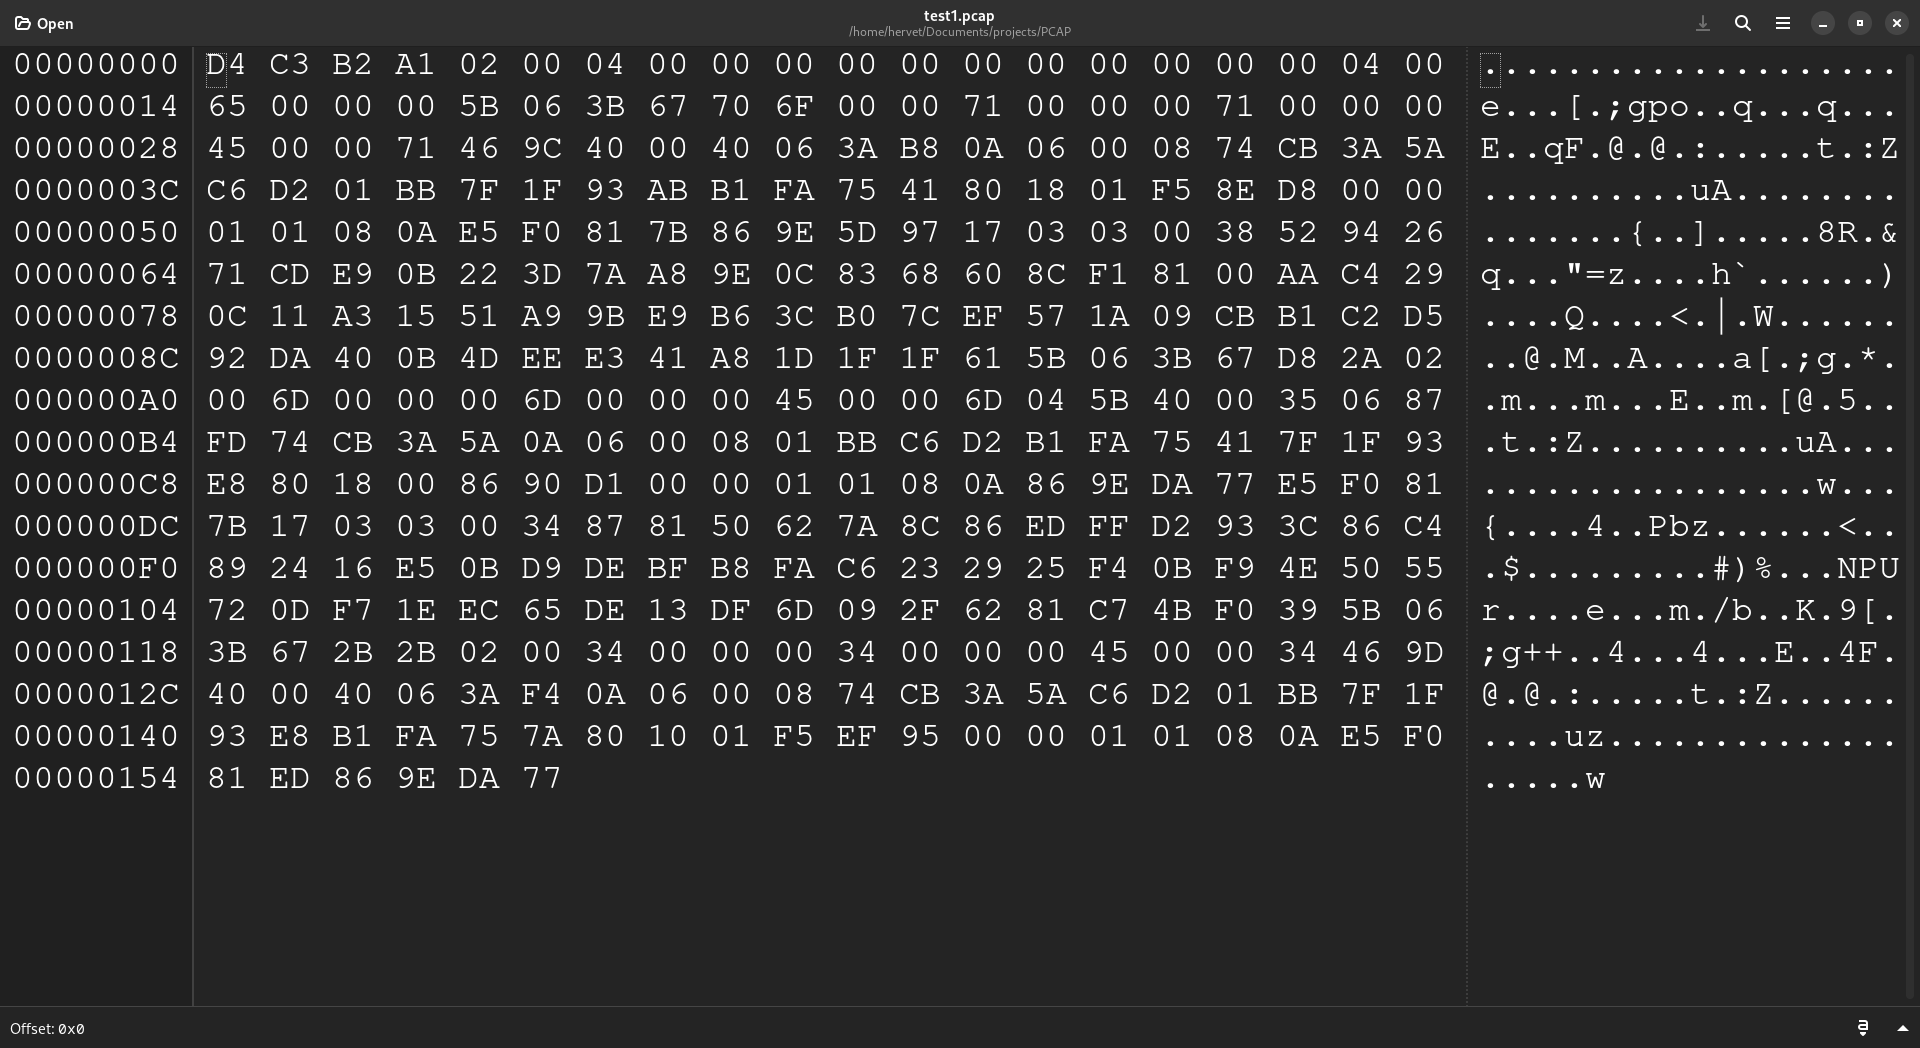 Open
test1.pcap
/home/hervet/Documents/projects/PCAP
00000000 D4 C3 B2 A1 02 00 04 00 00 00 00 00 00 00 00 00 00 00 04 00 ....................
00000014 65 00 00 00 5B 06 3B 67 70 6F 00 00 71 00 00 00 71 00 00 00 e...[.;gpo..q...q...
00000028 45 00 00 71 46 9C 40 00 40 06 3A B8 0A 06 00 08 74 CB 3A 5A E..qF.@.@.:.....t.:Z
0000003C C6 D2 01 BB 7F 1F 93 AB B1 FA 75 41 80 18 01 F5 8E D8 00 00 ..........uA........
00000050 01 01 08 0A E5 F0 81 7B 86 9E 5D 97 17 03 03 00 38 52 94 26 .......{..].....8R.&
00000064 71 CD E9 0B 22 3D 7A A8 9E 0C 83 68 60 8C F1 81 00 AA C4 29 q..."=z....h`......)
00000078 0C 11 A3 15 51 A9 9B E9 B6 3C B0 7C EF 57 1A 09 CB B1 C2 D5 ....Q....<.|.W......
0000008C 92 DA 40 0B 4D EE E3 41 A8 1D 1F 1F 61 5B 06 3B 67 D8 2A 02 ..@.M..A....a[.;g.*.
000000A0 00 6D 00 00 00 6D 00 00 00 45 00 00 6D 04 5B 40 00 35 06 87 .m...m...E..m.[@.5..
000000B4 FD 74 CB 3A 5A 0A 06 00 08 01 BB C6 D2 B1 FA 75 41 7F 1F 93 .t.:Z..........uA...
000000C8 E8 80 18 00 86 90 D1 00 00 01 01 08 0A 86 9E DA 77 E5 F0 81 ................w...
000000DC 7B 17 03 03 00 34 87 81 50 62 7A 8C 86 ED FF D2 93 3C 86 C4 {....4..Pbz......<..
000000F0 89 24 16 E5 0B D9 DE BF B8 FA C6 23 29 25 F4 0B F9 4E 50 55 .$.........#)%...NPU
00000104 72 0D F7 1E EC 65 DE 13 DF 6D 09 2F 62 81 C7 4B F0 39 5B 06 r....e...m./b..K.9[.
00000118 3B 67 2B 2B 02 00 34 00 00 00 34 00 00 00 45 00 00 34 46 9D ;g++..4...4...E..4F.
0000012C 40 00 40 06 3A F4 0A 06 00 08 74 CB 3A 5A C6 D2 01 BB 7F 1F @.@.:.....t.:Z......
00000140 93 E8 B1 FA 75 7A 80 10 01 F5 EF 95 00 00 01 01 08 0A E5 F0 ....uz..............
00000154 81 ED 86 9E DA 77 .....w
Offset: 0x0
a